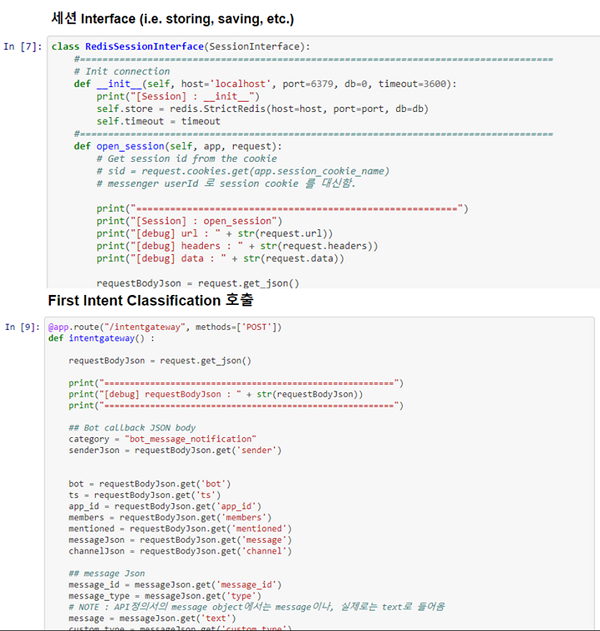 세션 Interface (i.e. storing, saving, etc.)
In [7]: class RedisSessionInterface(SessionInterface):
#==================================================================================
# Init connection
def __init__(self, host='localhost', port=6379, db=0, timeout=3600):
print("[Session] : __init__")
self.store = redis.StrictRedis(host=host, port=port, db=db)
self.timeout = timeout
#==================================================================================
def open_session(self, app, request):
# Get session id from the cookie
# sid = request.cookies.get(app.session_cookie_name)
# messenger userId 로 session cookie 를 대신함.
print("========================================================")
print("[Session] : open_session")
print("[debug] url : " + str(request.url))
print("[debug] headers : " + str(request.headers))
print("[debug] data : " + str(request.data))
requestBodyJson = request.get_json()
First Intent Classification 호출
In [9]: @app.route("/intentgateway", methods=['POST'])
def intentgateway() :
requestBodyJson = request.get_json()
print("========================================================")
print("[debug] requestBodyJson : " + str(requestBodyJson))
print("========================================================")
## Bot callback JSON body
category = "bot_message_notification"
senderJson = requestBodyJson.get('sender')
bot = requestBodyJson.get('bot')
ts = requestBodyJson.get('ts')
app_id = requestBodyJson.get('app_id')
members = requestBodyJson.get('members')
mentioned = requestBodyJson.get('mentioned')
messageJson = requestBodyJson.get('message')
channelJson = requestBodyJson.get('channel')
## message Json
message_id = messageJson.get('message_id')
message_type = messageJson.get('type')
# NOTE : API정의서의 message object에서는 message이나, 실제로는 text로 들어옴
message = messageJson.get('text')
custom_type = messageJson.get('custom_type')